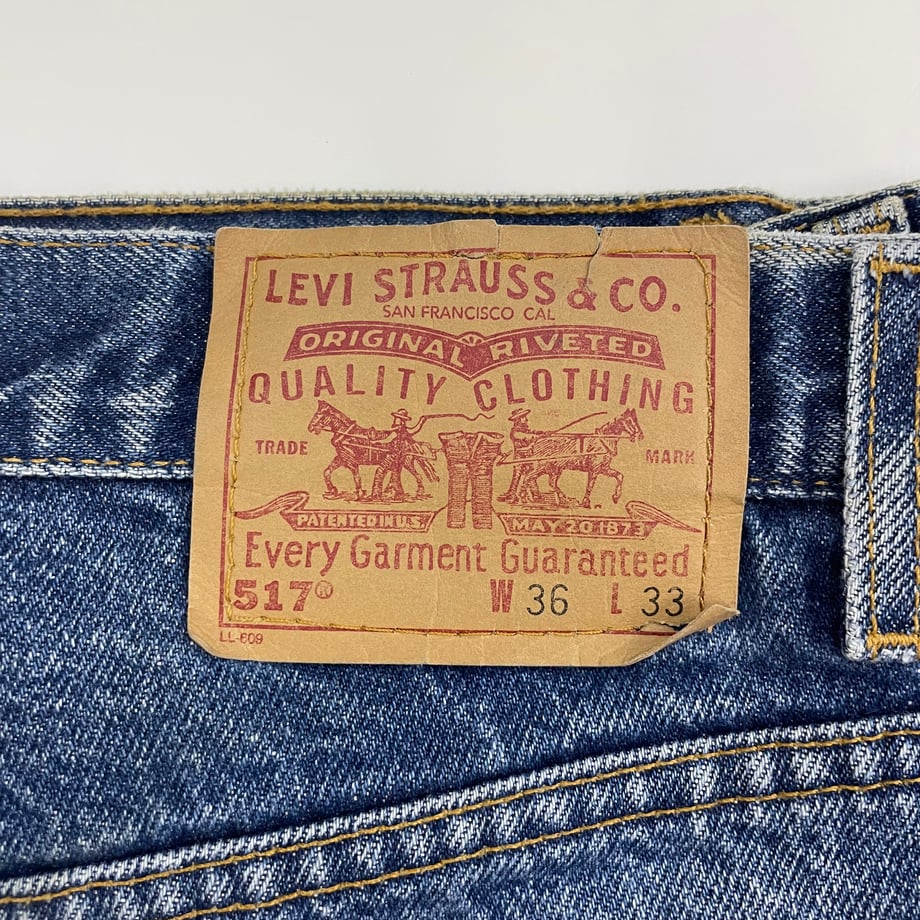 LEVI STRAUSS & CO.
SAN FRANCISCO CAL
ORIGINAL RIVETED
QUALITY CLOTHING
TRADE MARK
PATENTED IN U.S. MAY 20 1873
Every Garment Guaranteed
517® W 36 L 33
LL-609